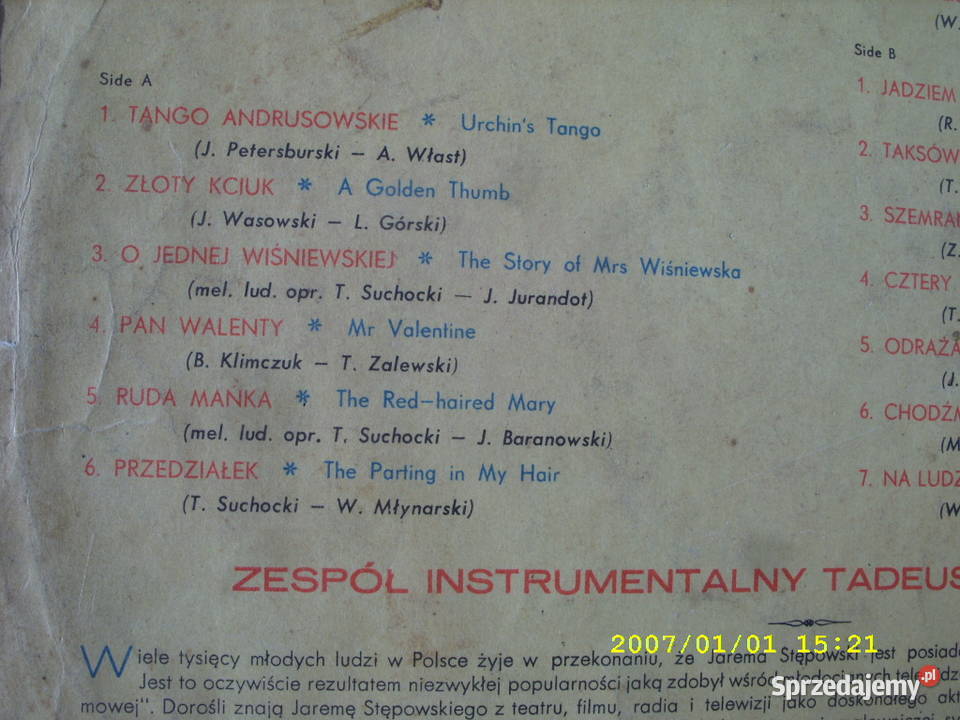 Side A
1. TANGO ANDRUSOWSKIE * Urchin's Tango
(J. Petersburski – A. Włast)
2. ZŁOTY KCIUK * A Golden Thumb
(J. Wasowski – L. Górski)
3. O JEDNEJ WIŚNIEWSKIEJ * The Story of Mrs Wiśniewska
(mel. lud. opr. T. Suchocki – J. Jurandot)
4. PAN WALENTY * Mr Valentine
(B. Klimczuk – T. Zalewski)
5. RUDA MAŃKA * The Red-haired Mary
(mel. lud. opr. T. Suchocki – J. Baranowski)
6. PRZEDZIAŁEK * The Parting in My Hair
(T. Suchocki – W. Młynarski)
(W.
Side B
1. JADZIEM
(R.
2. TAKSÓW
(T.
3. SZEMRA
(Z.
4. CZTERY
(T.
5. ODRAŻA
(J.
6. CHODŹM
(M
7. NA LUDZ
(W
ZESPÓŁ INSTRUMENTALNY TADEUS
Wiele tysięcy młodych ludzi w Polsce żyje w przekonaniu, że Jarema Stępowski jest posiad
Jest to oczywiście rezultatem niezwykłej popularności jaką zdobył wśród młodocianych
mowej". Dorośli znają Jaremę Stępowskiego z teatru, filmu, radia i telewizji jako doskonałego akt
2007/01/01 15:21
Sprzedajemy.pl